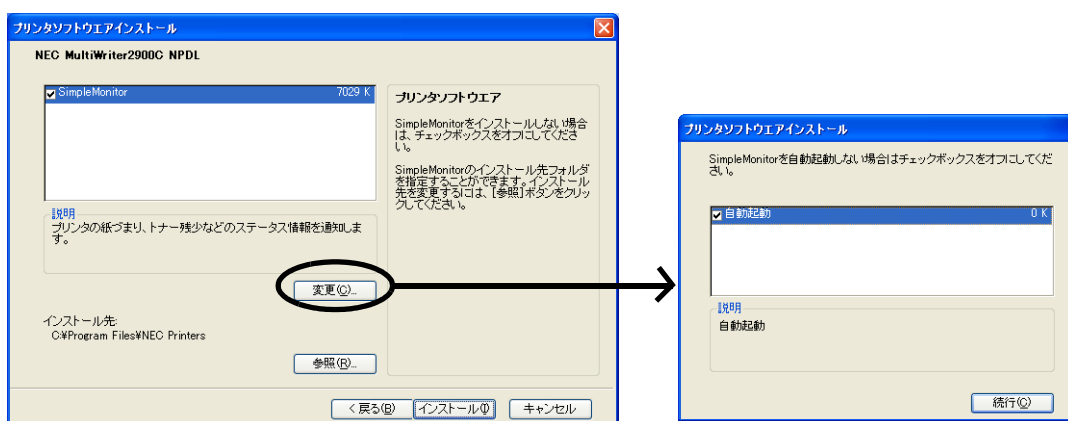 プリンタソフトウエアインストール
NEC MultiWriter2900C NPDL
SimpleMonitor 7029 K
説明
プリンタの紙づまり、トナー残少などのステータス情報を通知しま
す。
変更(C)...
インストール先:
C:¥Program Files¥NEC Printers
参照(R)...
プリンタソフトウエア
SimpleMonitorをインストールしない場合
は、チェックボックスをオフにしてくださ
い。
SimpleMonitorのインストール先フォルダ
を指定することができます。インストール
先を変更するには、[参照]ボタンをクリッ
クしてください。
< 戻る(B) インストール(I) キャンセル
プリンタソフトウエアインストール
SimpleMonitorを自動起動しない場合はチェックボックスをオフにしてくだ
さい。
自動起動 0 K
説明
自動起動
続行(C)